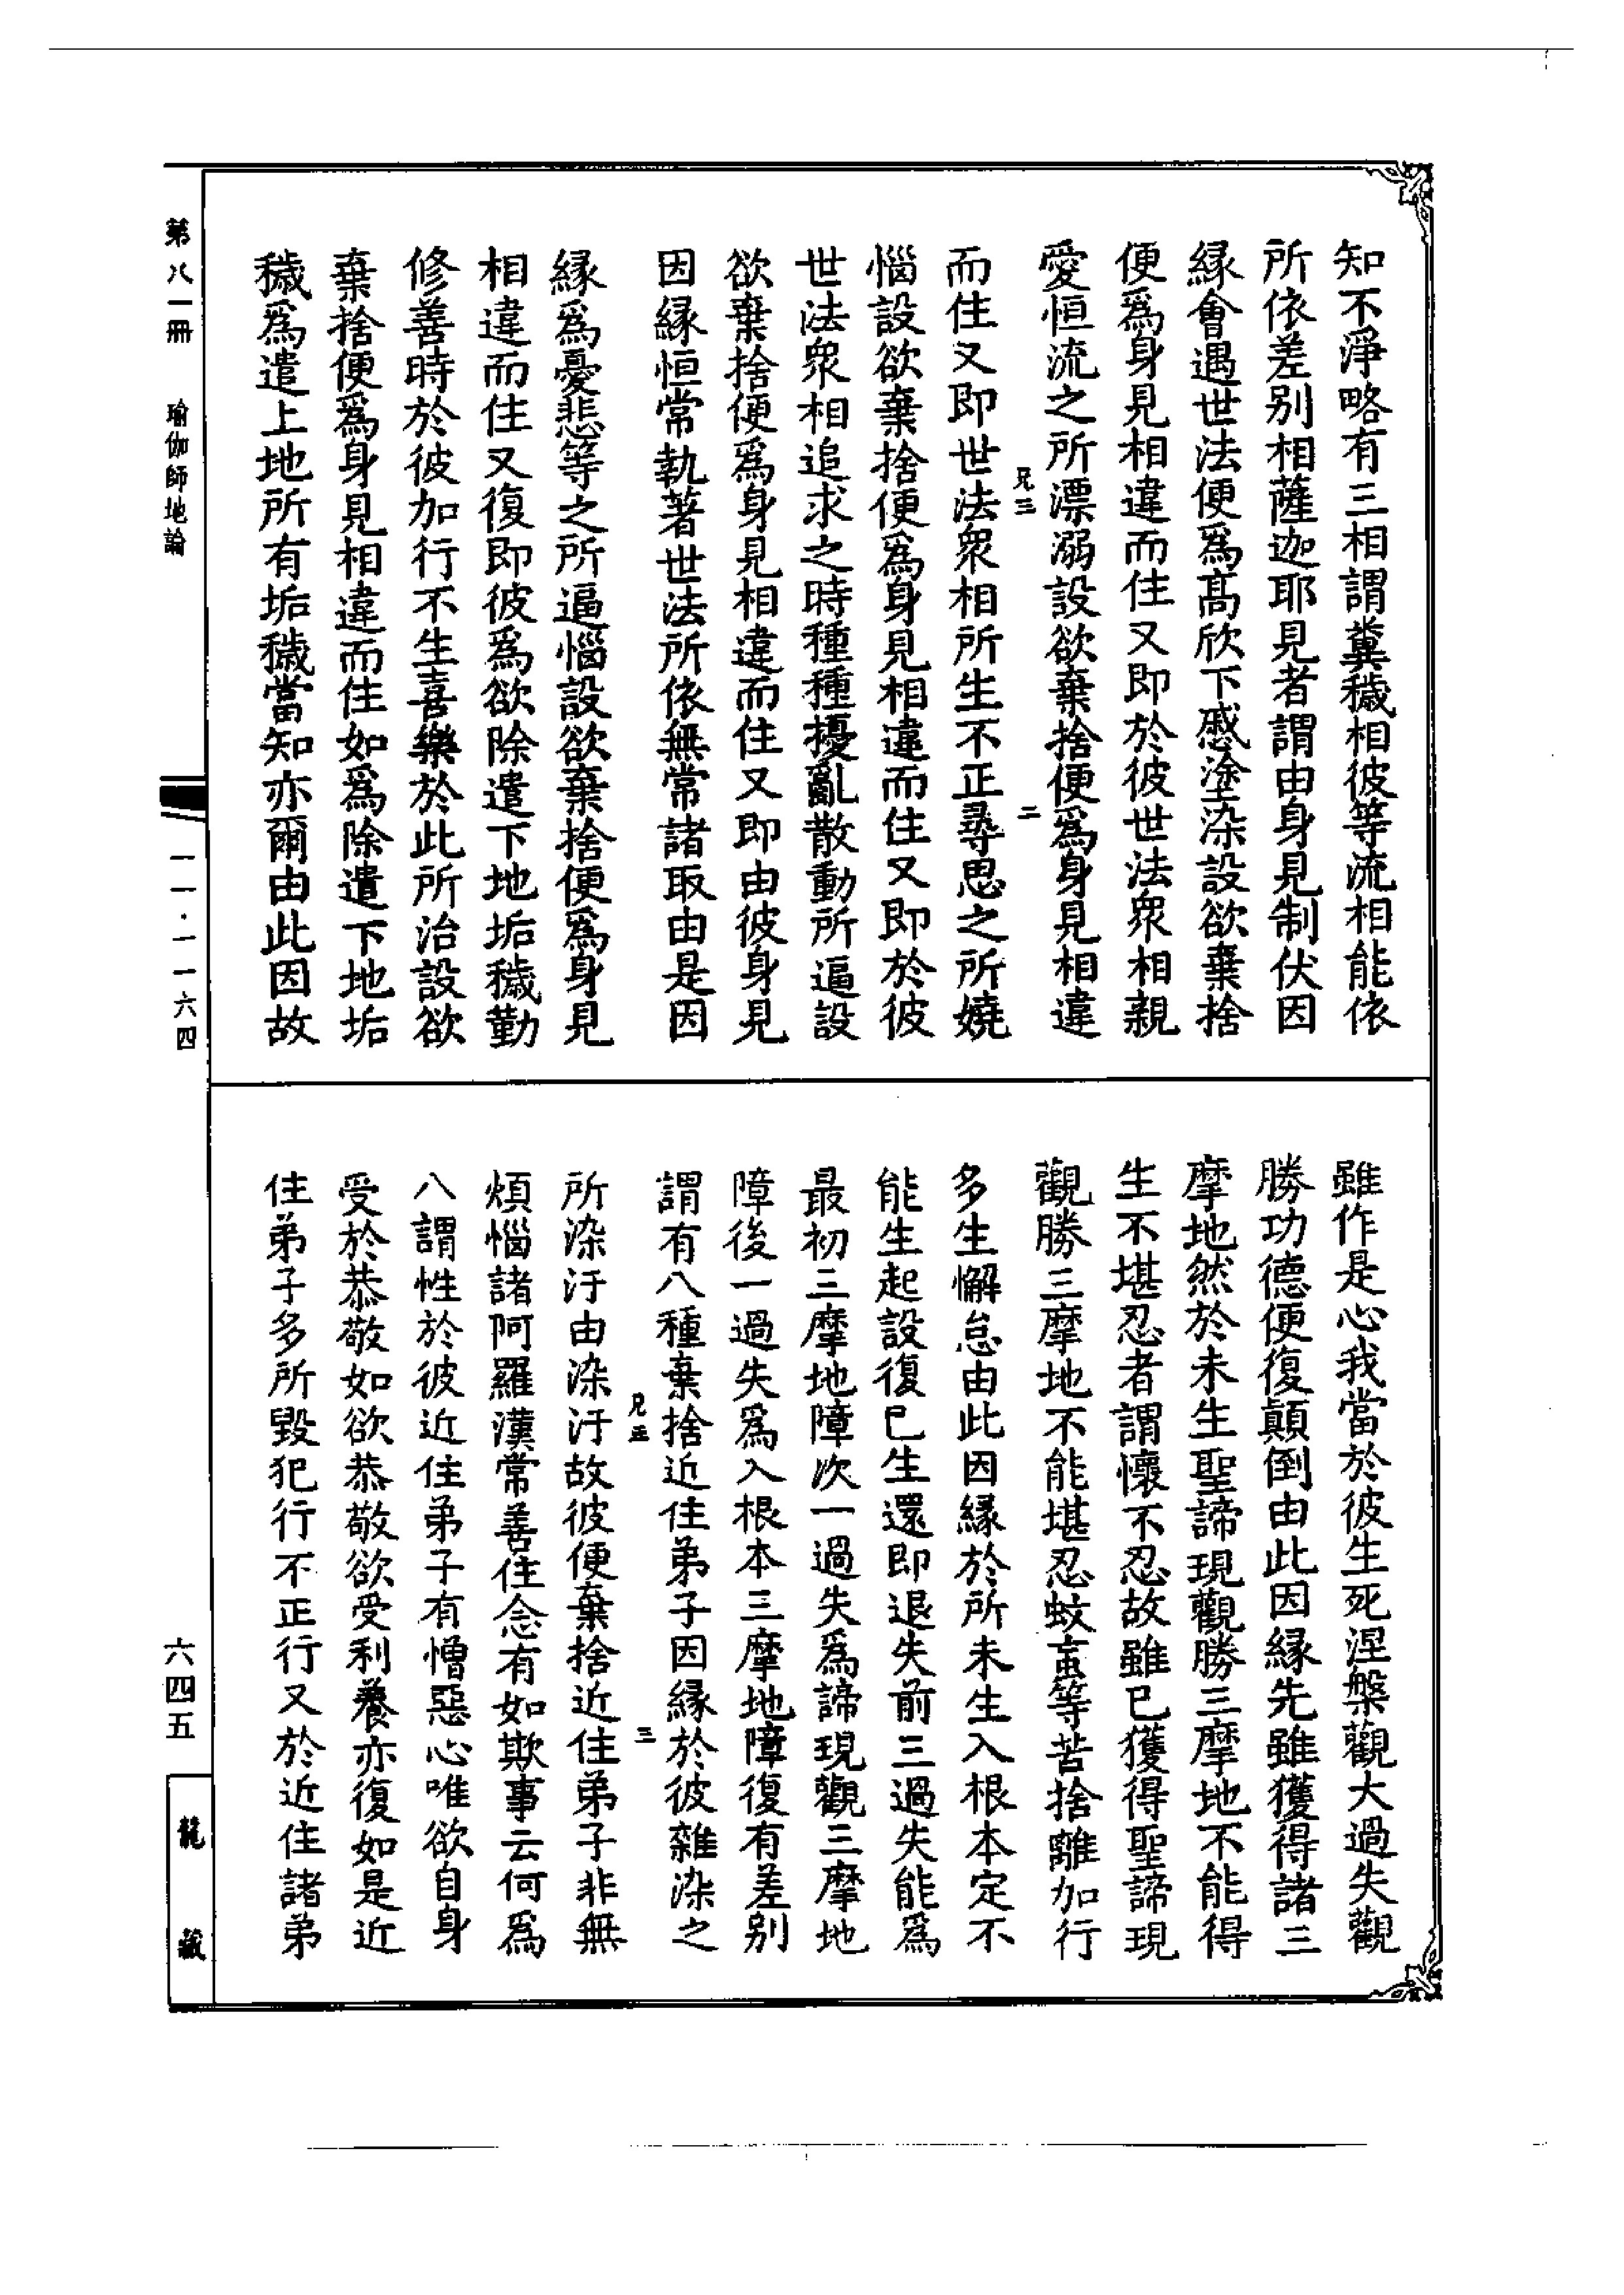 知不淨略有三相謂糞穢相彼等流相能依
所依差别相薩迦耶見者謂由身見制伏因
緣會遇世法便爲髙欣下慼塗染設欲棄捨
便爲身見相違而住又即於彼世法衆相親
愛恒流之所漂溺設欲棄捨便爲身見相違
兄三
二
而住又即世法衆相所生不正尋思之所嬈
惱設欲棄捨便爲身見相違而住又即於彼
世法衆相追求之時種種擾亂散動所逼設
欲棄捨便爲身見相違而住又即由彼身見
因緣恒常執著世法所依無常諸取由是因
緣爲憂悲等之所逼惱設欲棄捨便爲身見
相違而住又復即彼爲欲除遣下地垢穢勤
修善時於彼加行不生喜樂於此所治設欲
棄捨便爲身見相違而住如爲除遣下地垢
穢爲遣上地所有垢穢當知亦爾由此因故
雖作是心我當於彼生死涅槃觀大過失觀
勝功德便復顛倒由此因緣先雖獲得諸三
摩地然於未生聖諦現觀勝三摩地不能得
生不堪忍者謂懷不忍故雖已獲得聖諦現
觀勝三摩地不能堪忍蚊䖟等苦捨離加行
多生懈怠由此因緣於所未生入根本定不
能生起設復已生還即退失前三過失能爲
最初三摩地障次一過失爲諦現觀三摩地
障後一過失爲入根本三摩地障復有差别
謂有八種棄捨近住弟子因緣於彼雜染之
兄三
三
所染汙由染汙故彼便棄捨近住弟子非無
煩惱諸阿羅漢常善住念有如欺事云何爲
八謂性於彼近住弟子有憎惡心唯欲自身
受於恭敬如欲恭敬欲受利養亦復如是近
住弟子多所毀犯行不正行又於近住諸弟
第八一冊 瑜伽師地論 一一·一一六四
六四五
龍藏